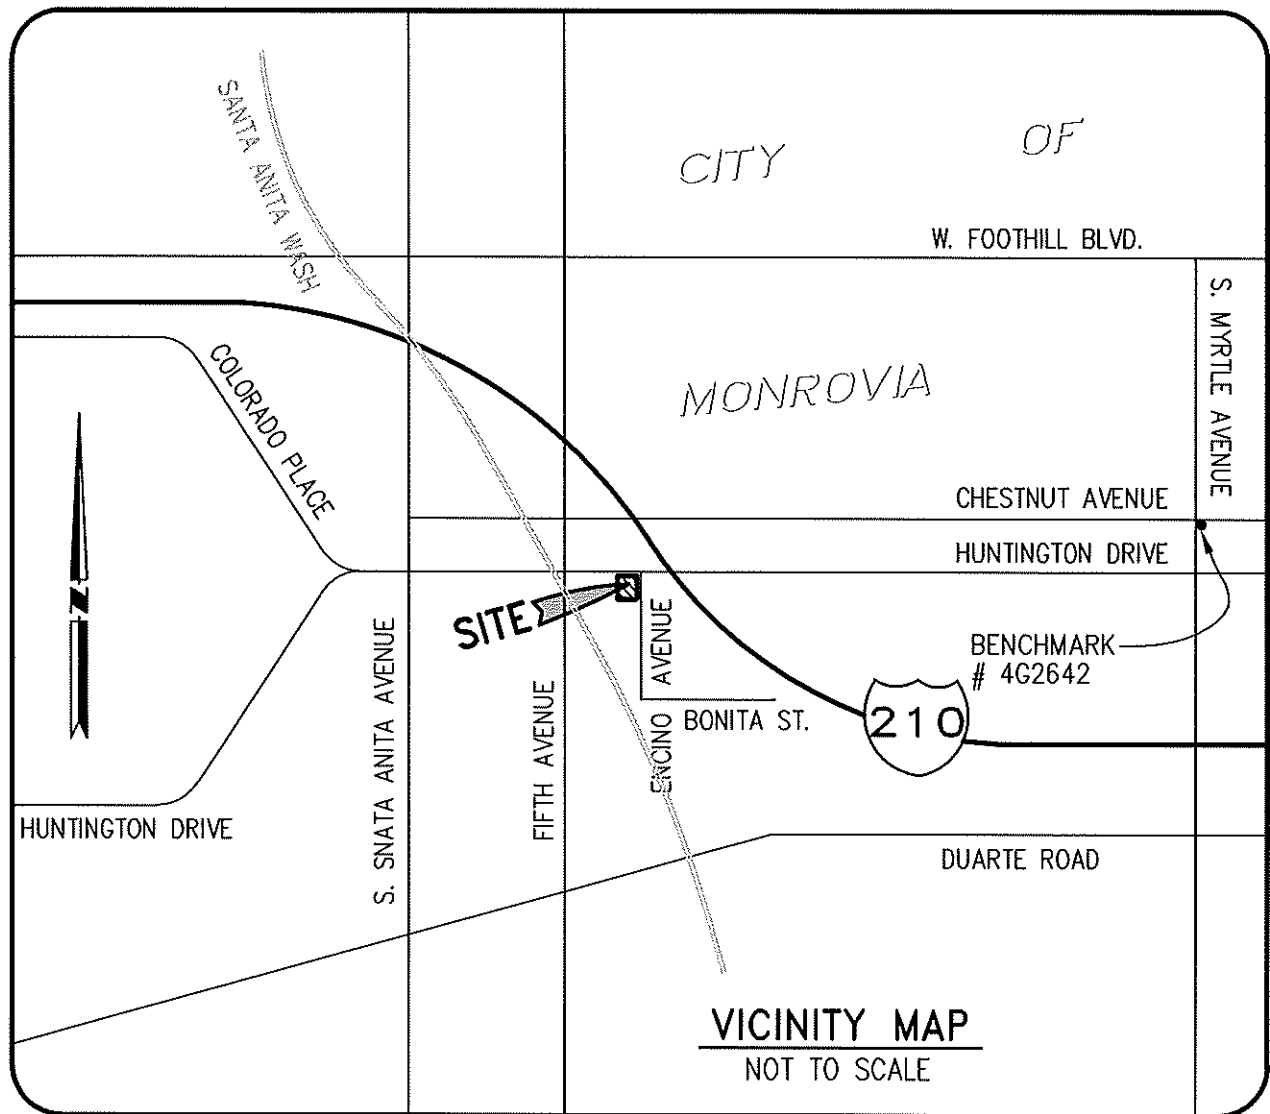 SANTA ANITA WASH
CITY OF
W. FOOTHILL BLVD.
S. MYRTLE AVENUE
COLORADO PLACE
MONROVIA
CHESTNUT AVENUE
HUNTINGTON DRIVE
N
SITE
S. SNATA ANITA AVENUE
FIFTH AVENUE
ENCINO AVENUE
BENCHMARK
# 4G2642
BONITA ST.
210
HUNTINGTON DRIVE
DUARTE ROAD
VICINITY MAP
NOT TO SCALE